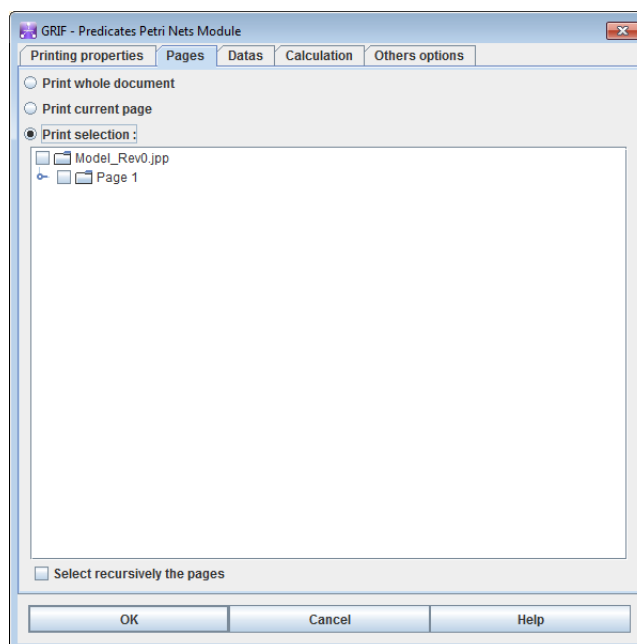 GRIF - Predicates Petri Nets Module
Printing properties Pages Datas Calculation Others options
Print whole document
Print current page
Print selection :
Model_Rev0.jpp
Page 1
Select recursively the pages
OK Cancel Help